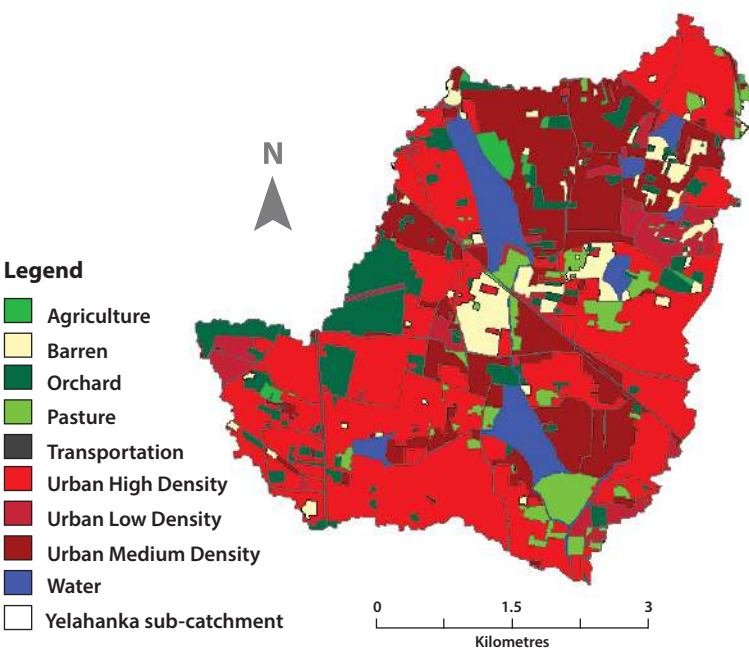 N
Legend
Agriculture
Barren
Orchard
Pasture
Transportation
Urban High Density
Urban Low Density
Urban Medium Density
Water
Yelahanka sub-catchment
0 1.5 3
Kilometres